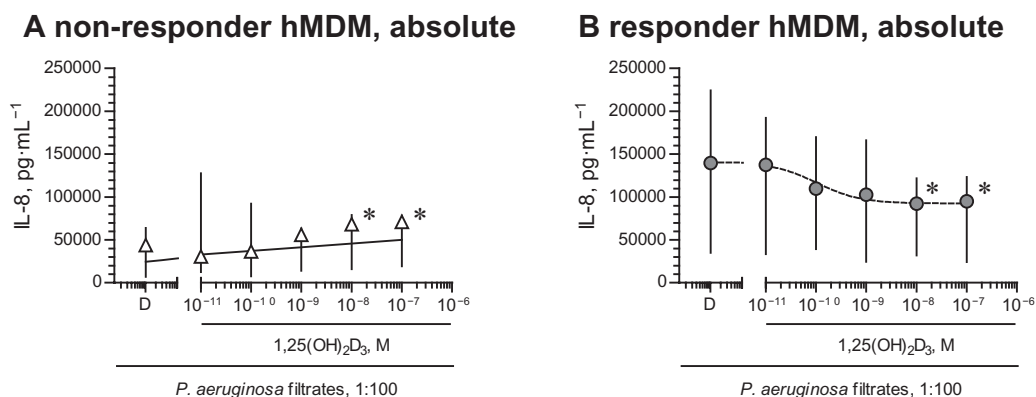 A non-responder hMDM, absolute
250000
200000
150000
100000
50000
0
IL-8, pg·mL⁻¹
* *
D 10⁻¹¹ 10⁻¹⁰ 10⁻⁹ 10⁻⁸ 10⁻⁷ 10⁻⁶
1,25(OH)₂D₃, M
P. aeruginosa filtrates, 1:100
B responder hMDM, absolute
250000
200000
150000
100000
50000
0
IL-8, pg·mL⁻¹
* *
D 10⁻¹¹ 10⁻¹⁰ 10⁻⁹ 10⁻⁸ 10⁻⁷ 10⁻⁶
1,25(OH)₂D₃, M
P. aeruginosa filtrates, 1:100